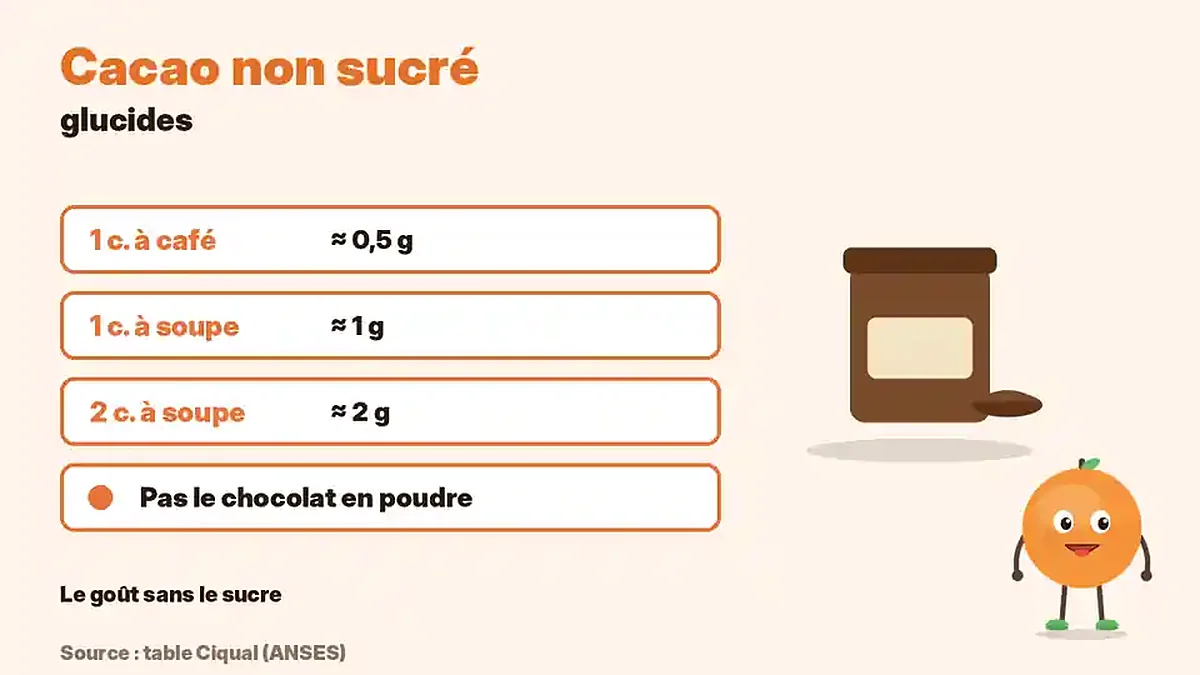 Cacao non sucré
glucides
1 c. à café ≈ 0,5 g
1 c. à soupe ≈ 1 g
2 c. à soupe ≈ 2 g
Pas le chocolat en poudre
Le goût sans le sucre
Source : table Ciqual (ANSES)